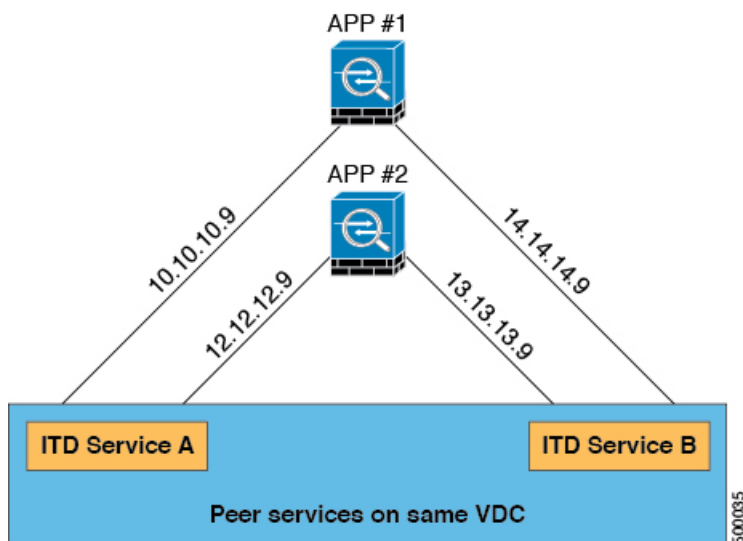 APP #1
APP #2
10.10.10.9
12.12.12.9
13.13.13.9
14.14.14.9
ITD Service A
ITD Service B
Peer services on same VDC
500035